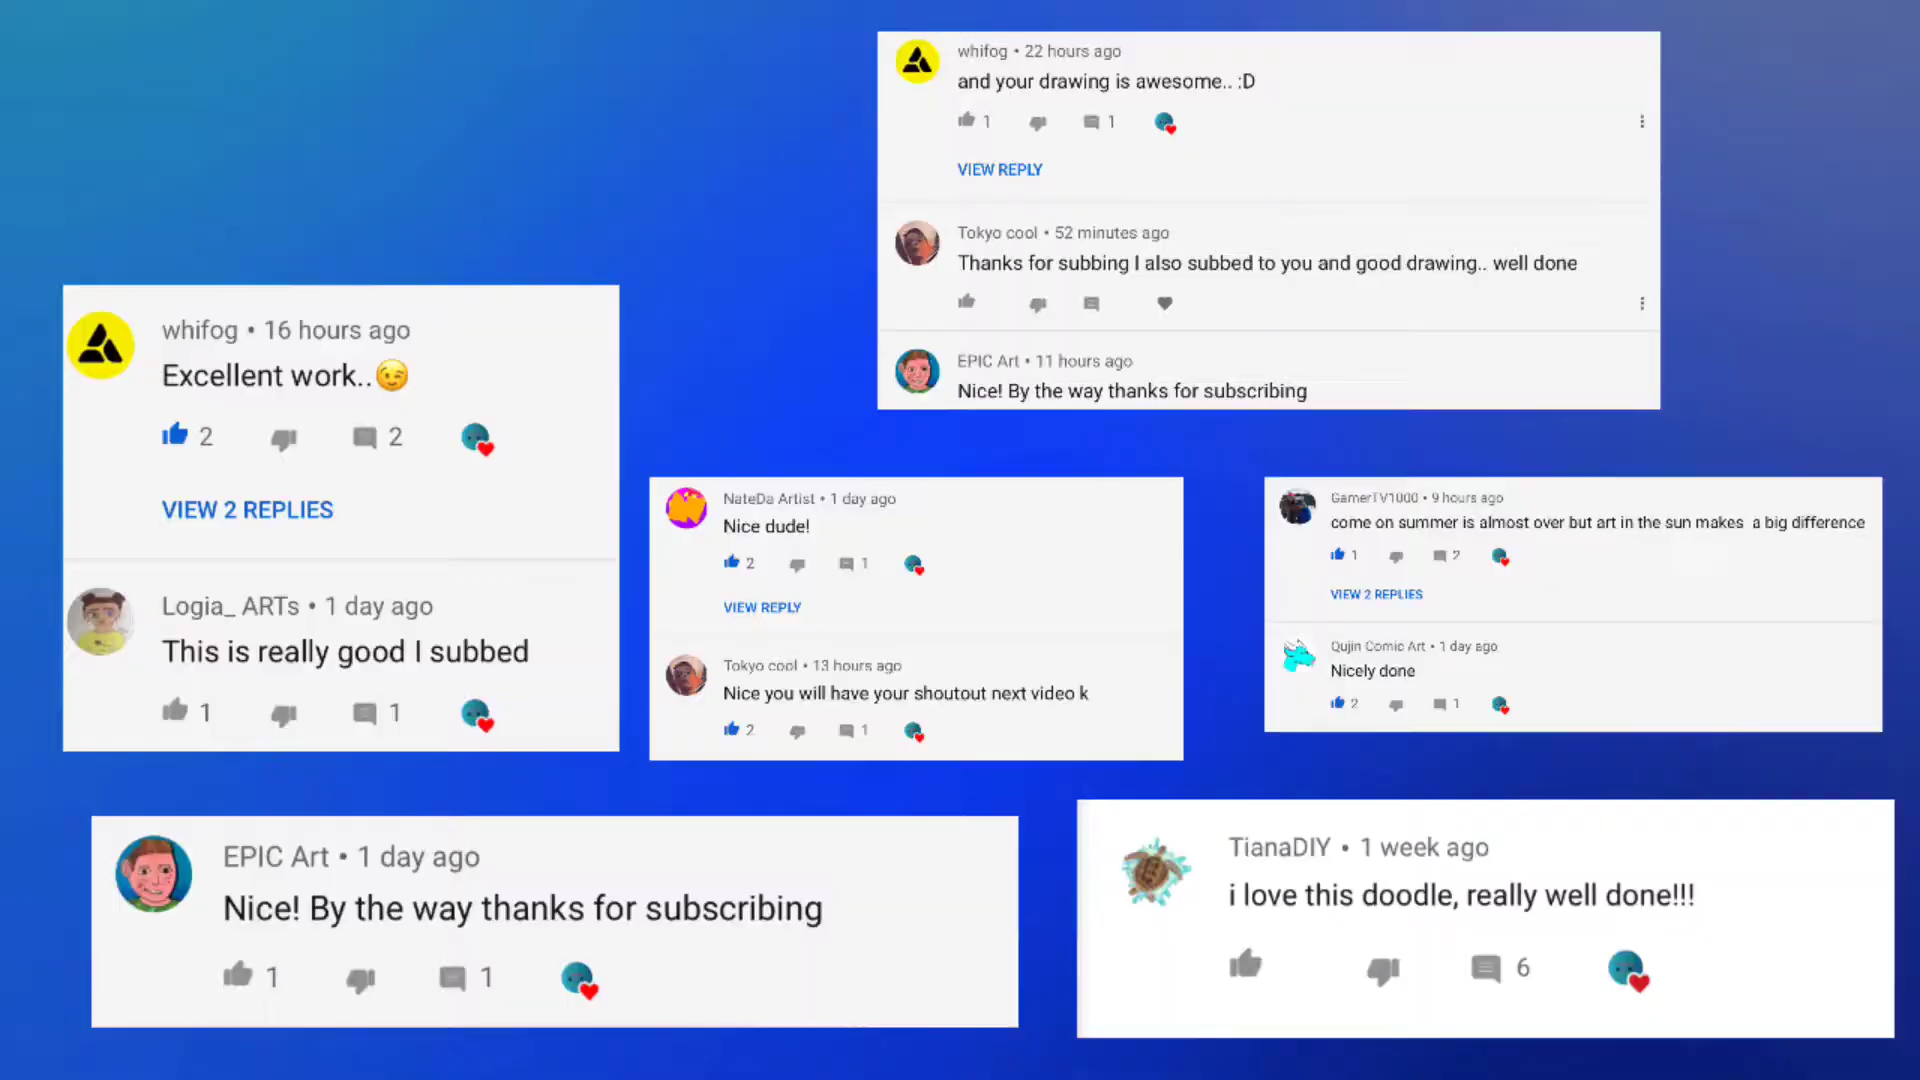 whifog • 22 hours ago
and your drawing is awesome.. :D
1 1
VIEW REPLY
Tokyo cool • 52 minutes ago
Thanks for subbing I also subbed to you and good drawing.. well done
EPIC Art • 11 hours ago
Nice! By the way thanks for subscribing
whifog • 16 hours ago
Excellent work..😉
2 2
VIEW 2 REPLIES
Logia_ ARTs • 1 day ago
This is really good I subbed
1 1
NateDa Artist • 1 day ago
Nice dude!
2 1
VIEW REPLY
Tokyo cool • 13 hours ago
Nice you will have your shoutout next video k
2 1
GamerTV1000 • 9 hours ago
come on summer is almost over but art in the sun makes  a big difference
1 2
VIEW 2 REPLIES
Qujin Comic Art • 1 day ago
Nicely done
2 1
EPIC Art • 1 day ago
Nice! By the way thanks for subscribing
1 1
TianaDIY • 1 week ago
i love this doodle, really well done!!!
6